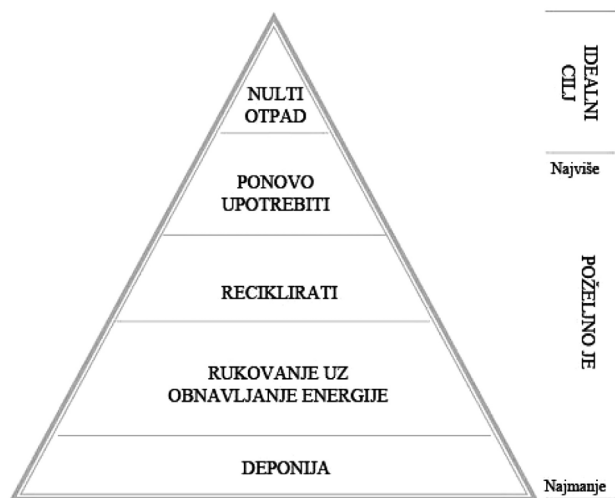 NULTI
OTPAD
PONOVO
UPOTREBITI
RECIKLIRATI
RUKOVANJE UZ
OBNAVLJANJE ENERGIJE
DEPONIJA
IDEALNI
CILJ
Najviše
POŽELJNO JE
Najmanje